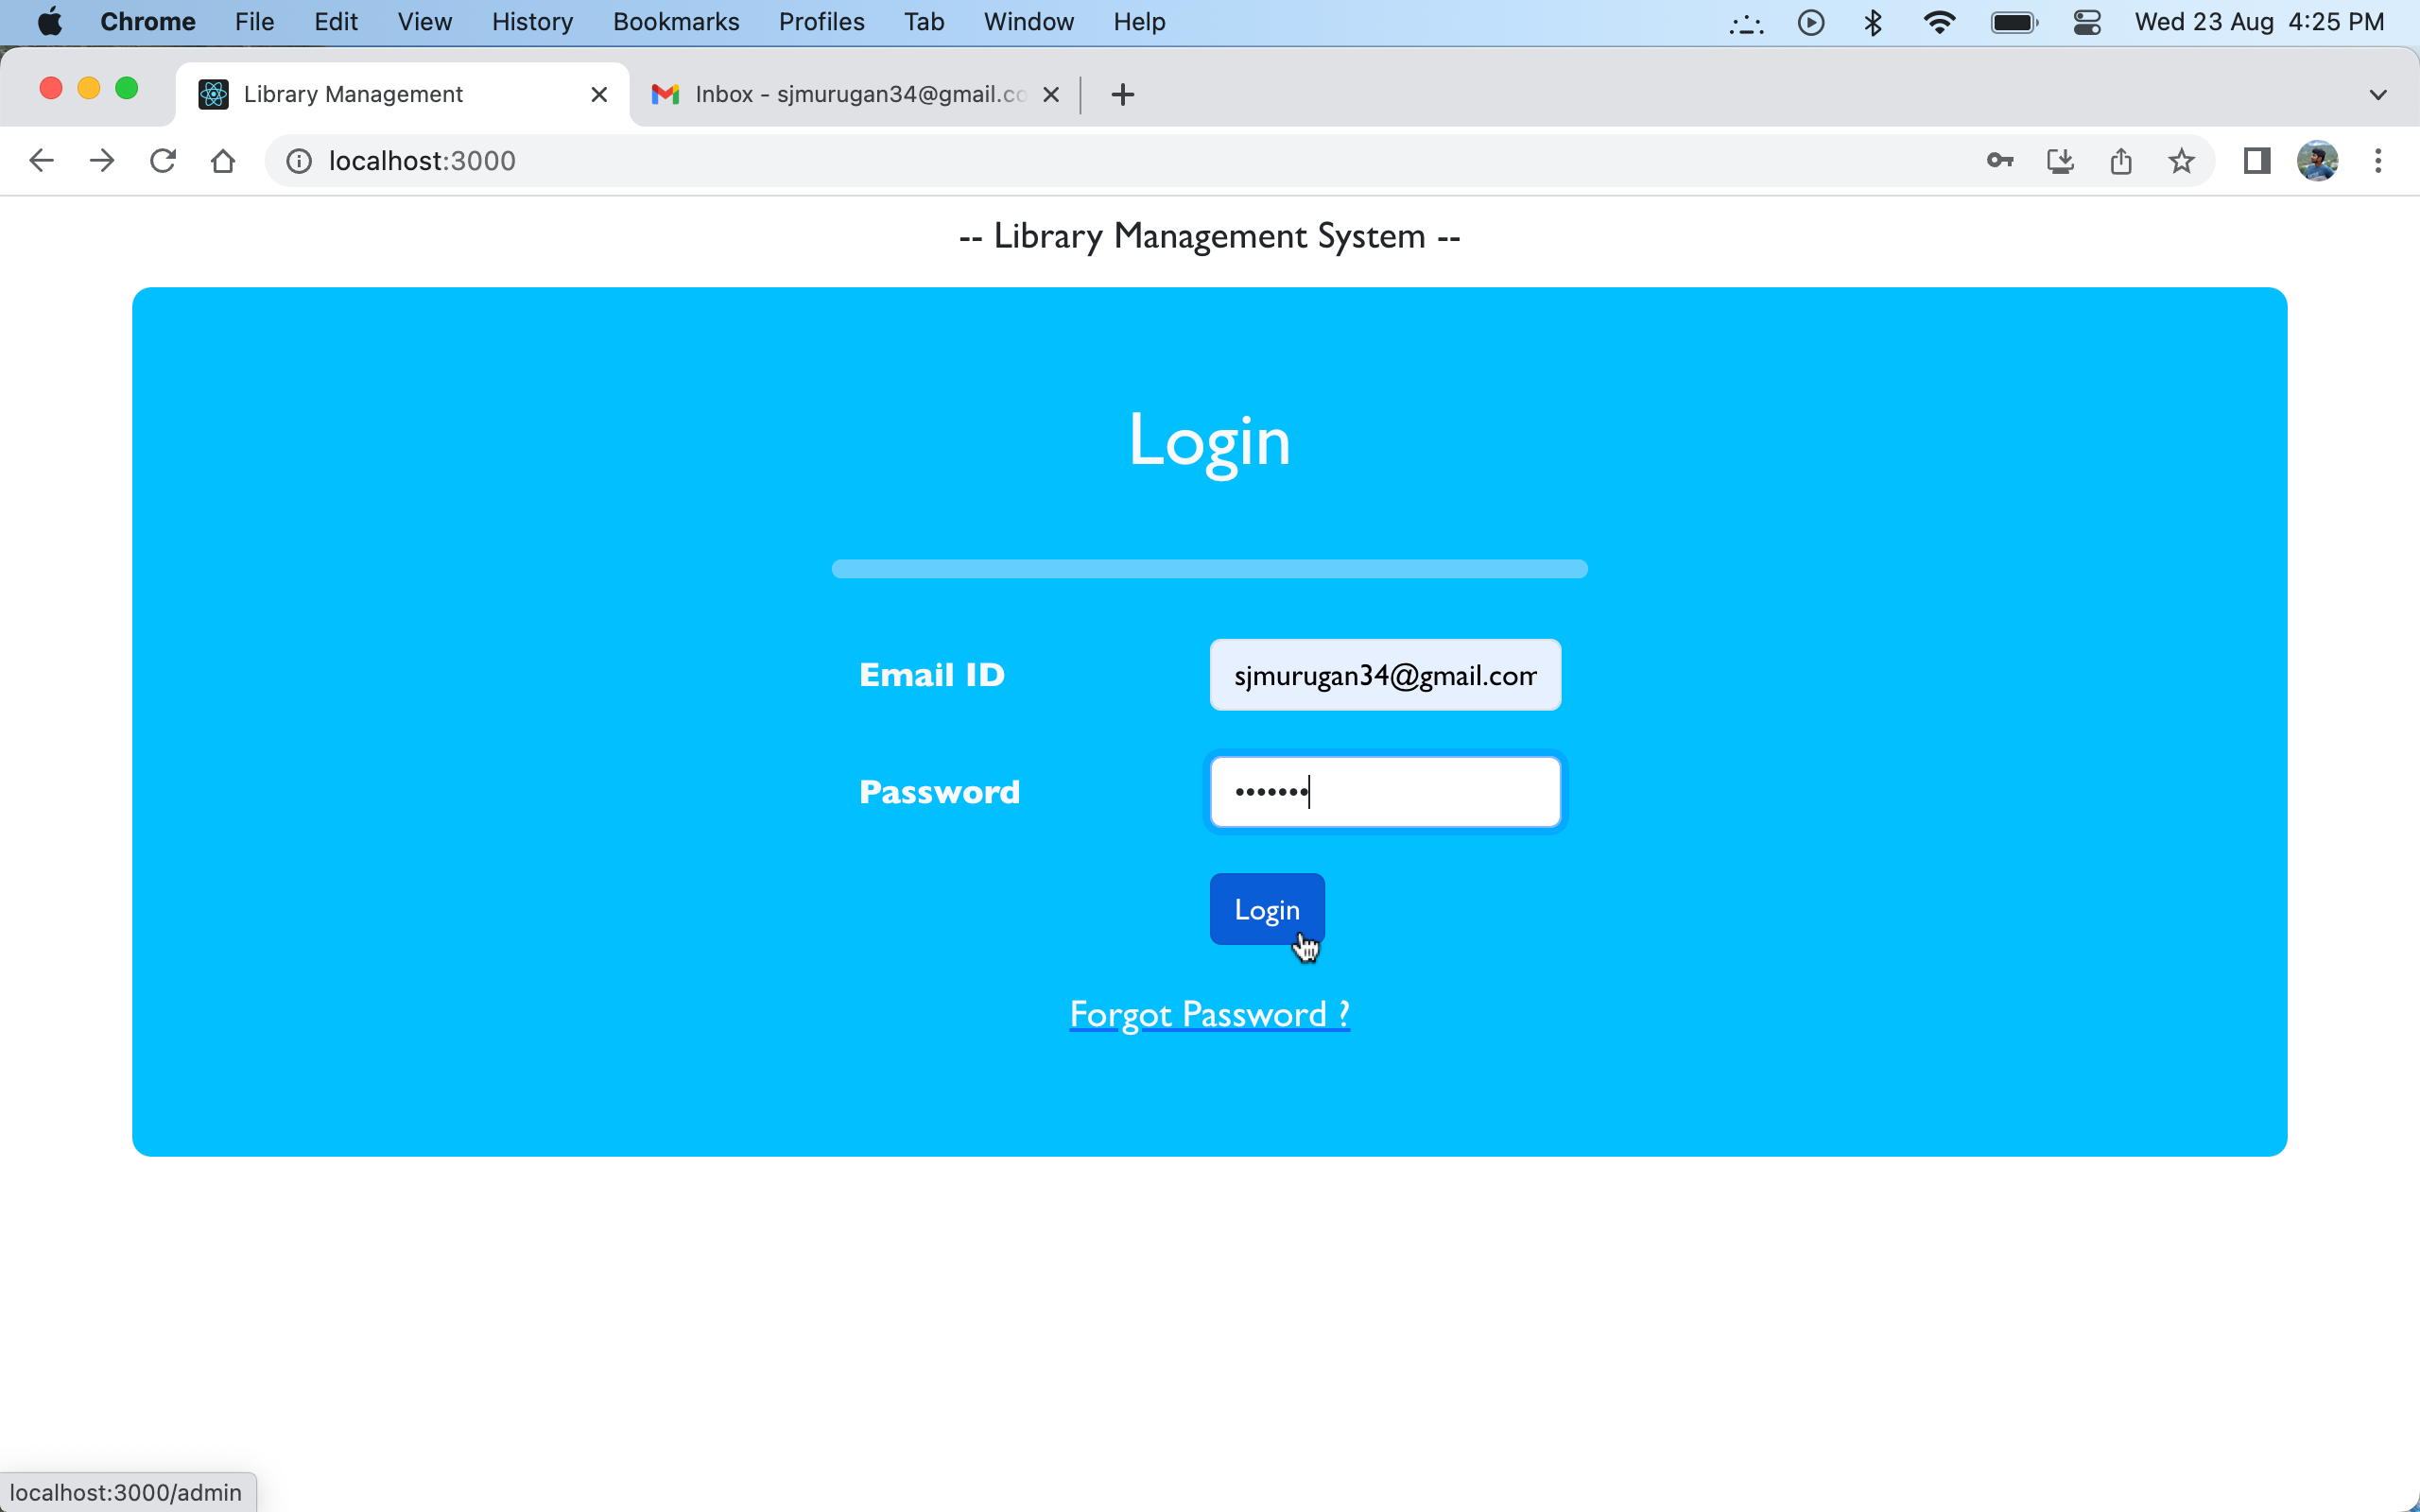 Chrome File Edit View History Bookmarks Profiles Tab Window Help Wed 23 Aug 4:25 PM
Library Management Inbox - sjmurugan34@gmail.co
localhost:3000
-- Library Management System --
Login
Email ID sjmurugan34@gmail.com
Password •••••••
Login
Forgot Password ?
localhost:3000/admin